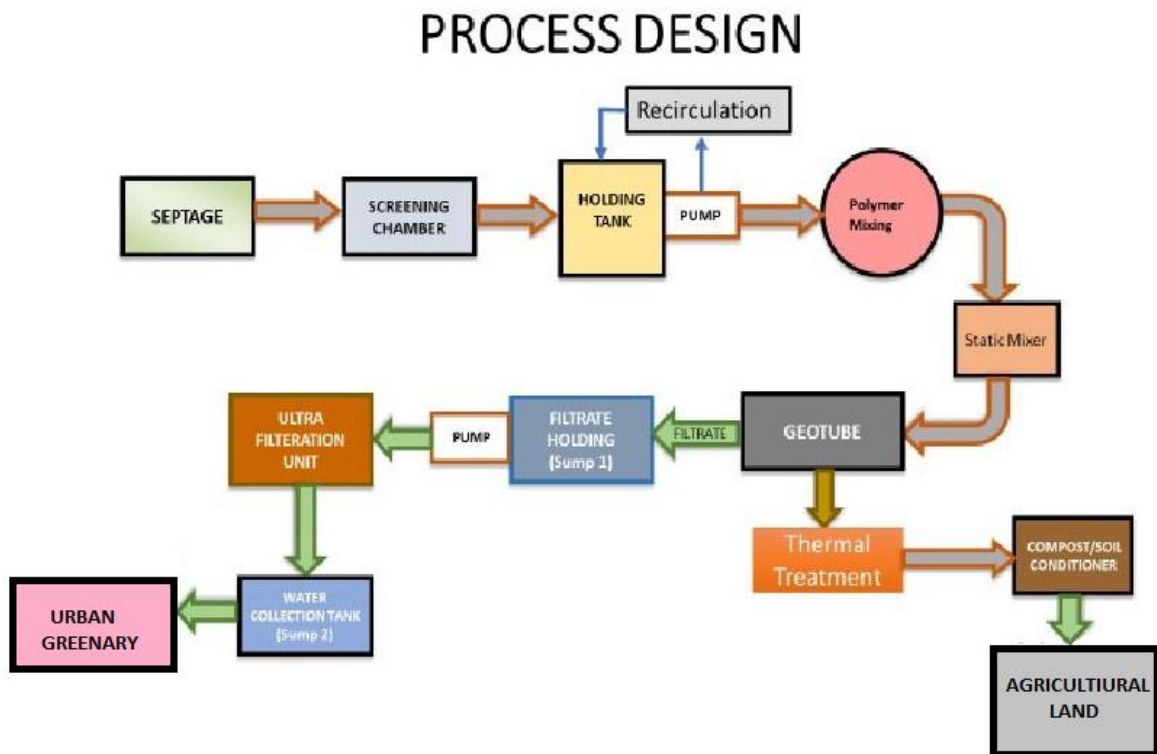 PROCESS DESIGN
Recirculation
SEPTAGE
SCREENING
CHAMBER
HOLDING
TANK
PUMP
Polymer
Mixing
Static Mixer
GEOTUBE
FILTRATE
FILTRATE
HOLDING
(Sump 1)
PUMP
ULTRA
FILTERATION
UNIT
WATER
COLLECTION TANK
(Sump 2)
URBAN
GREENARY
Thermal
Treatment
COMPOST/SOIL
CONDITIONER
AGRICULTIURAL
LAND